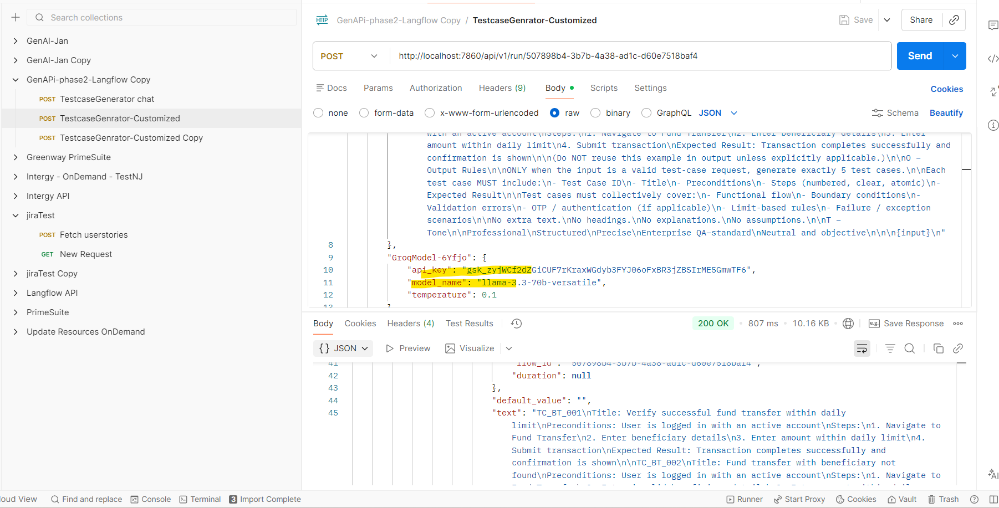 Search collections
GenAI-Jan
GenAI-Jan Copy
GenAPi-phase2-Langflow Copy
POST TestcaseGenerator chat
POST TestcaseGenrator-Customized
POST TestcaseGenrator-Customized Copy
Greenway PrimeSuite
Intergy - OnDemand - TestNJ
Intergy API
jiraTest
POST Fetch userstories
GET New Request
jiraTest Copy
Langflow API
PrimeSuite
Update Resources OnDemand
HTTP GenAPi-phase2-Langflow Copy / TestcaseGenrator-Customized
Save Share
POST http://localhost:7860/api/v1/run/507898b4-3b7b-4a38-ad1c-d60e7518baf4 Send
Docs Params Authorization Headers (9) Body Scripts Settings Cookies
none form-data x-www-form-urlencoded raw binary GraphQL JSON Schema Beautify
with an active account\nSteps:\n1. Navigate to Fund Transfer\n2. Enter beneficiary details\n3. Enter
amount within daily limit\n4. Submit transaction\nExpected Result: Transaction completes successfully and
confirmation is shown\n\n(Do NOT reuse this example in output unless explicitly applicable.)\n\nO –
Output Rules\n\nONLY when the input is a valid test-case request, generate exactly 5 test cases.\n\nEach
test case MUST include:\n- Test Case ID\n- Title\n- Preconditions\n- Steps (numbered, clear, atomic)\n-
Expected Result\n\nTest cases must collectively cover:\n- Functional flow\n- Boundary conditions\n-
Validation errors\n- OTP / authentication (if applicable)\n- Limit-based rules\n- Failure / exception
scenarios\n\nNo extra text.\nNo headings.\nNo explanations.\nNo assumptions.\n\nT –
Tone\n\nProfessional\nStructured\nPrecise\nEnterprise QA-standard\nNeutral and objective\n\n\n{input}\n"
8 },
9 "GroqModel-6Yfjo": {
10 "api_key": "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",
11 "model_name": "llama-3.3-70b-versatile",
12 "temperature": 0.1
13 }
Body Cookies Headers (4) Test Results 200 OK 807 ms 10.16 KB e.g. Save Response
{} JSON Preview Visualize
41 "flow_id": "507898b4-3b7b-4a38-ad1c-d60e7518baf4",
42 "duration": null
43 },
44 "default_value": "",
45 "text": "TC_BT_001\nTitle: Verify successful fund transfer within daily
limit\nPreconditions: User is logged in with an active account\nSteps:\n1. Navigate to
Fund Transfer\n2. Enter beneficiary details\n3. Enter amount within daily limit\n4.
Submit transaction\nExpected Result: Transaction completes successfully and
confirmation is shown\n\nTC_BT_002\nTitle: Fund transfer with beneficiary not
found\nPreconditions: User is logged in with an active account\nSteps:\n1. Navigate to
AI
loud View Find and replace Console Terminal 3 Import Complete Runner Start Proxy Cookies Vault Trash